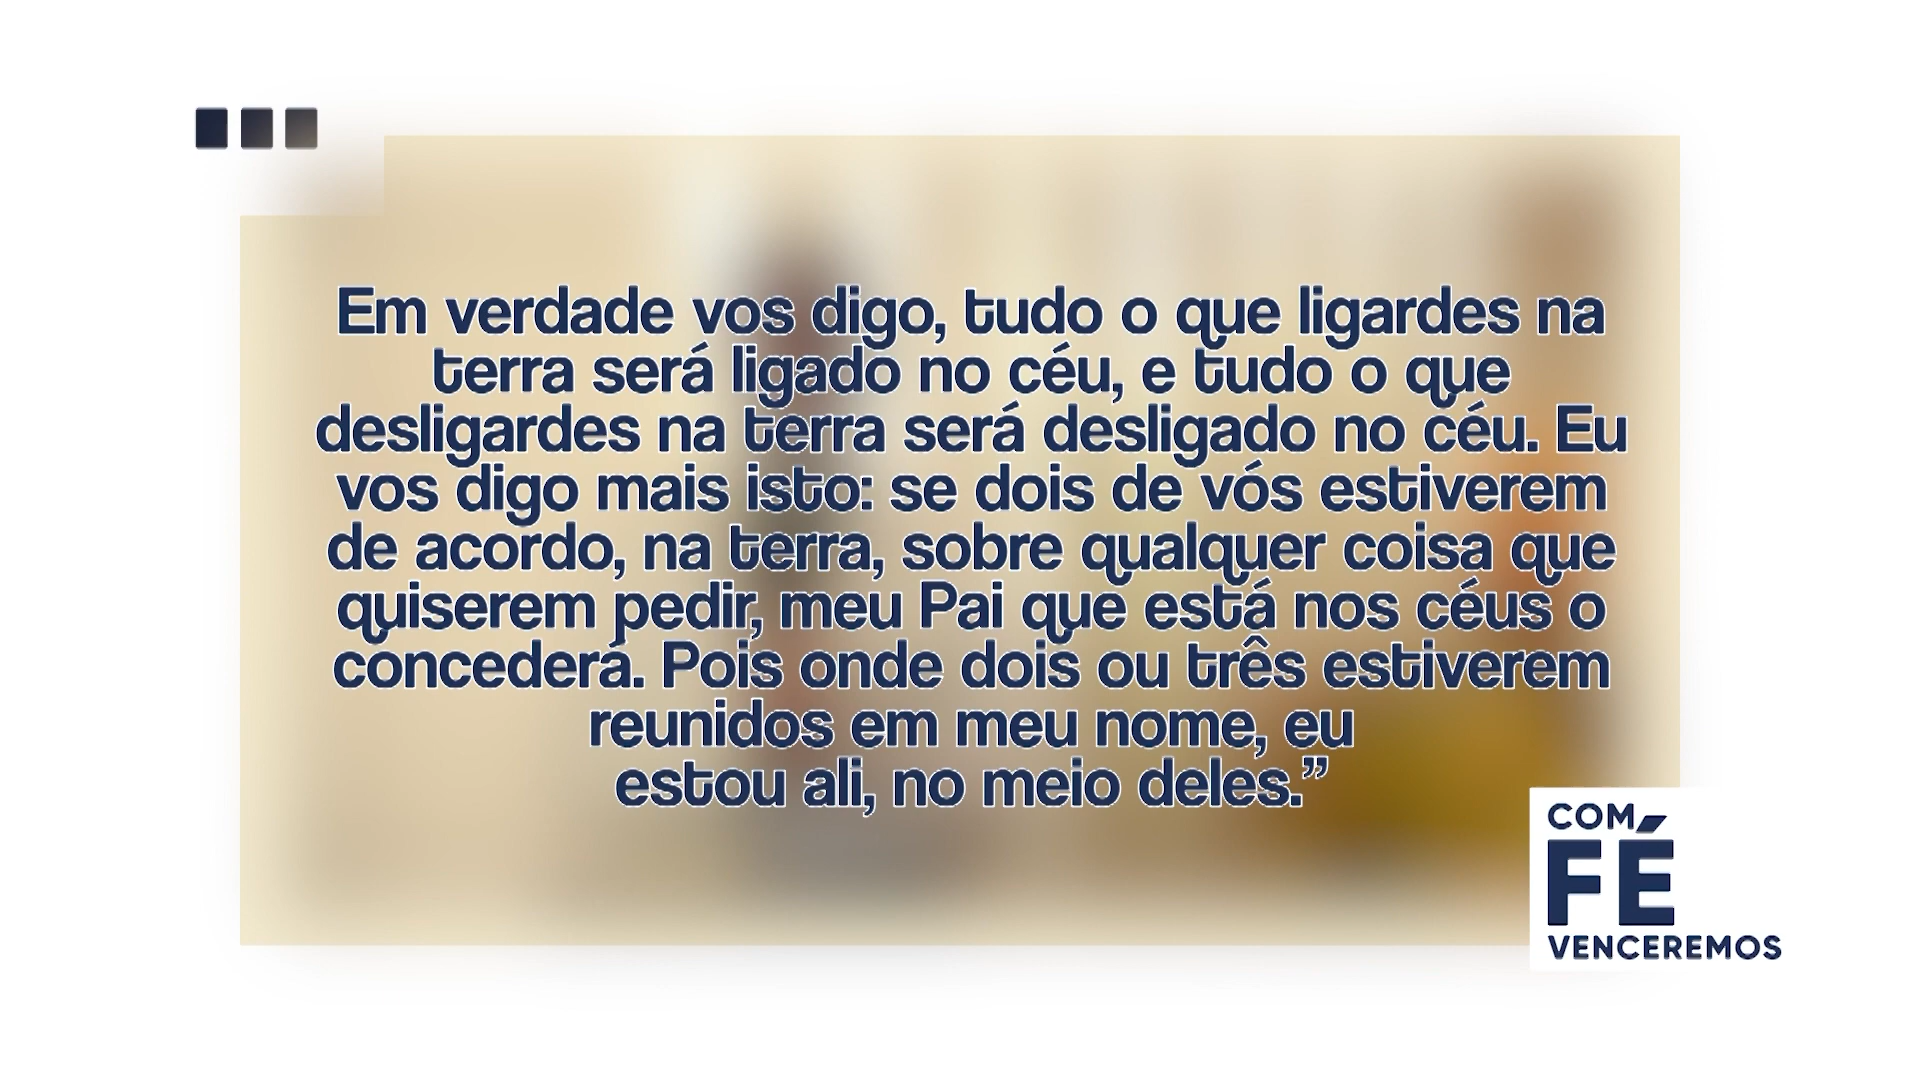 Em verdade vos digo, tudo o que ligardes na
terra será ligado no céu, e tudo o que
desligardes na terra será desligado no céu. Eu
vos digo mais isto: se dois de vós estiverem
de acordo, na terra, sobre qualquer coisa que
quiserem pedir, meu Pai que está nos céus o
concederá. Pois onde dois ou três estiverem
reunidos em meu nome, eu
estou ali, no meio deles.”
COM
FÉ
VENCEREMOS